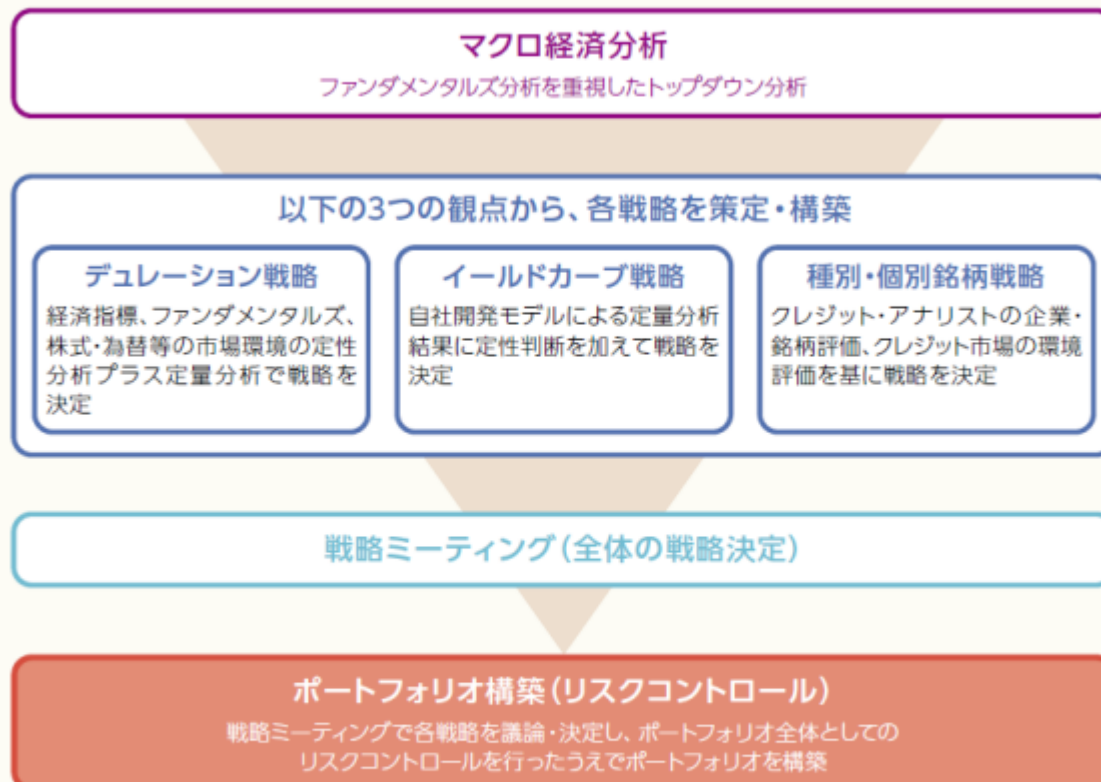 マクロ経済分析
ファンダメンタルズ分析を重視したトップダウン分析
以下の3つの観点から、各戦略を策定・構築
デュレーション戦略
経済指標、ファンダメンタルズ、
株式・為替等の市場環境の定性
分析プラス定量分析で戦略を
決定
イールドカーブ戦略
自社開発モデルによる定量分析
結果に定性判断を加えて戦略を
決定
種別・個別銘柄戦略
クレジット・アナリストの企業・
銘柄評価、クレジット市場の環境
評価を基に戦略を決定
戦略ミーティング(全体の戦略決定)
ポートフォリオ構築(リスクコントロール)
戦略ミーティングで各戦略を議論・決定し、ポートフォリオ全体としての
リスクコントロールを行ったうえでポートフォリオを構築